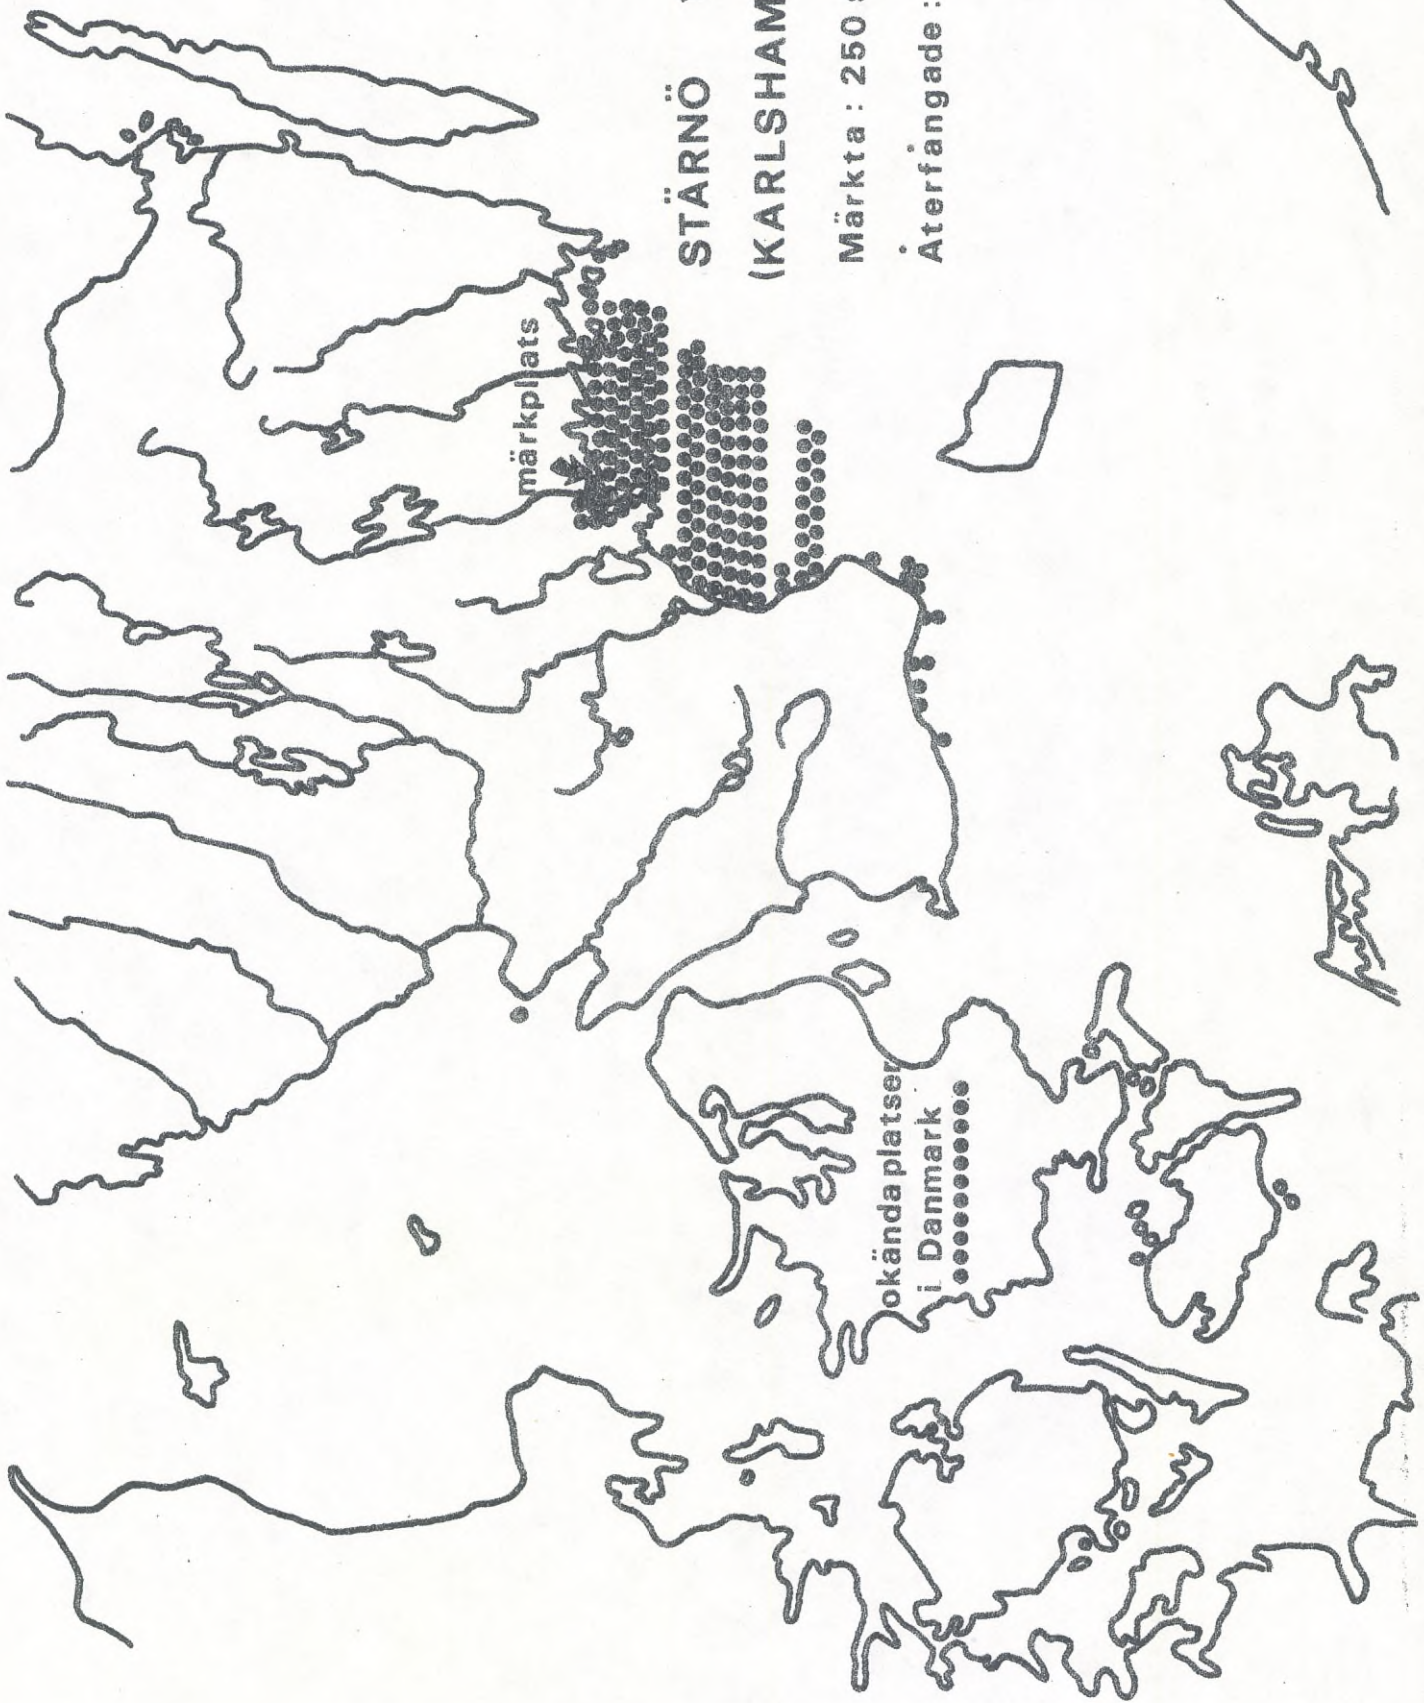 STÄRNÖ
(KARLSHAM
Märkta : 250
Återfångade :
märkplats
okända platser
i Danmark